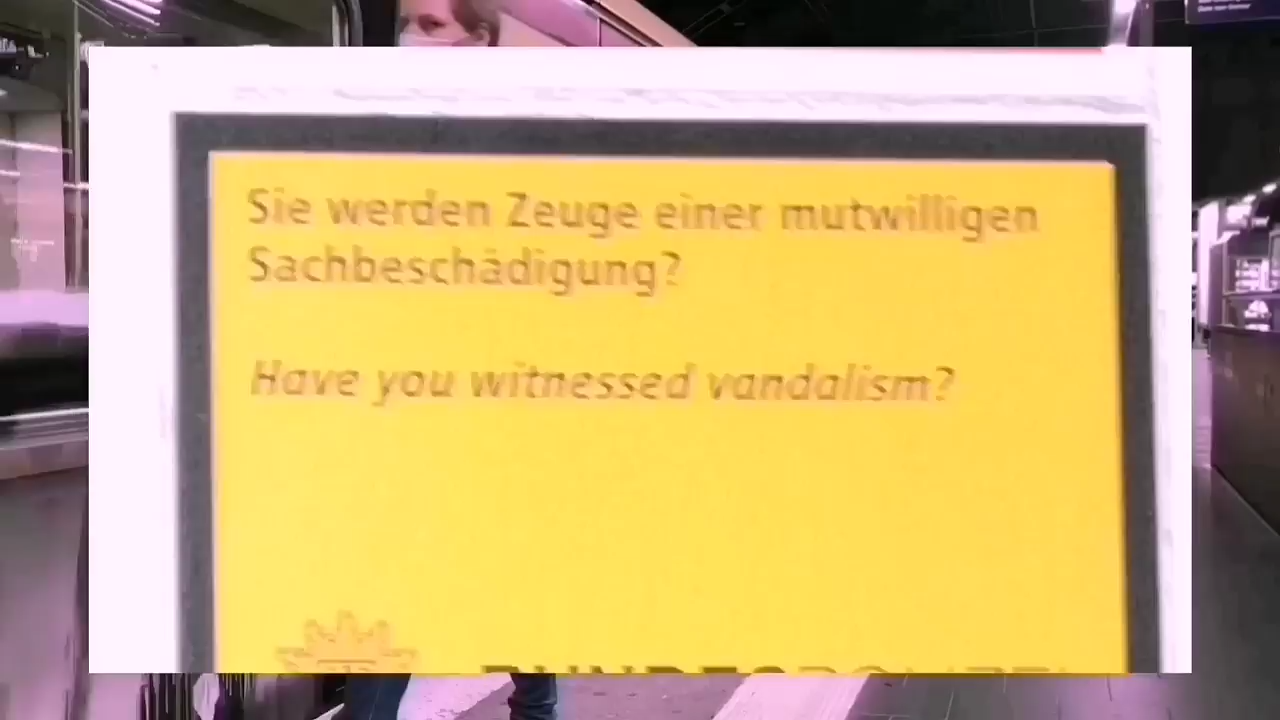 Sie werden Zeuge einer mutwilligen
Sachbeschädigung?
Have you witnessed vandalism?